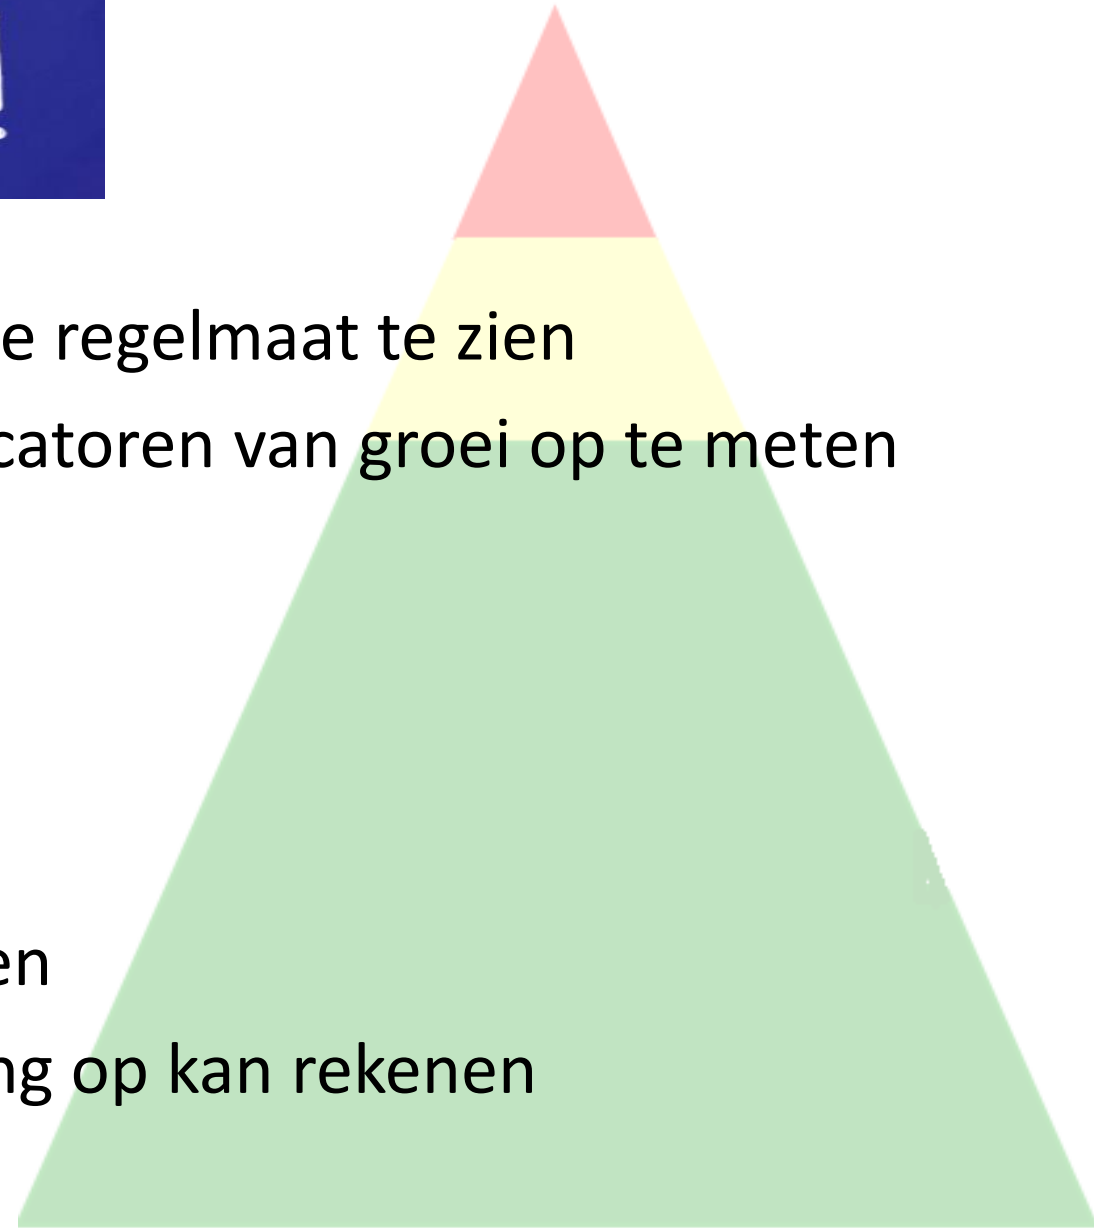 !
e regelmaat te zien
catoren van groei op te meten
en
ng op kan rekenen